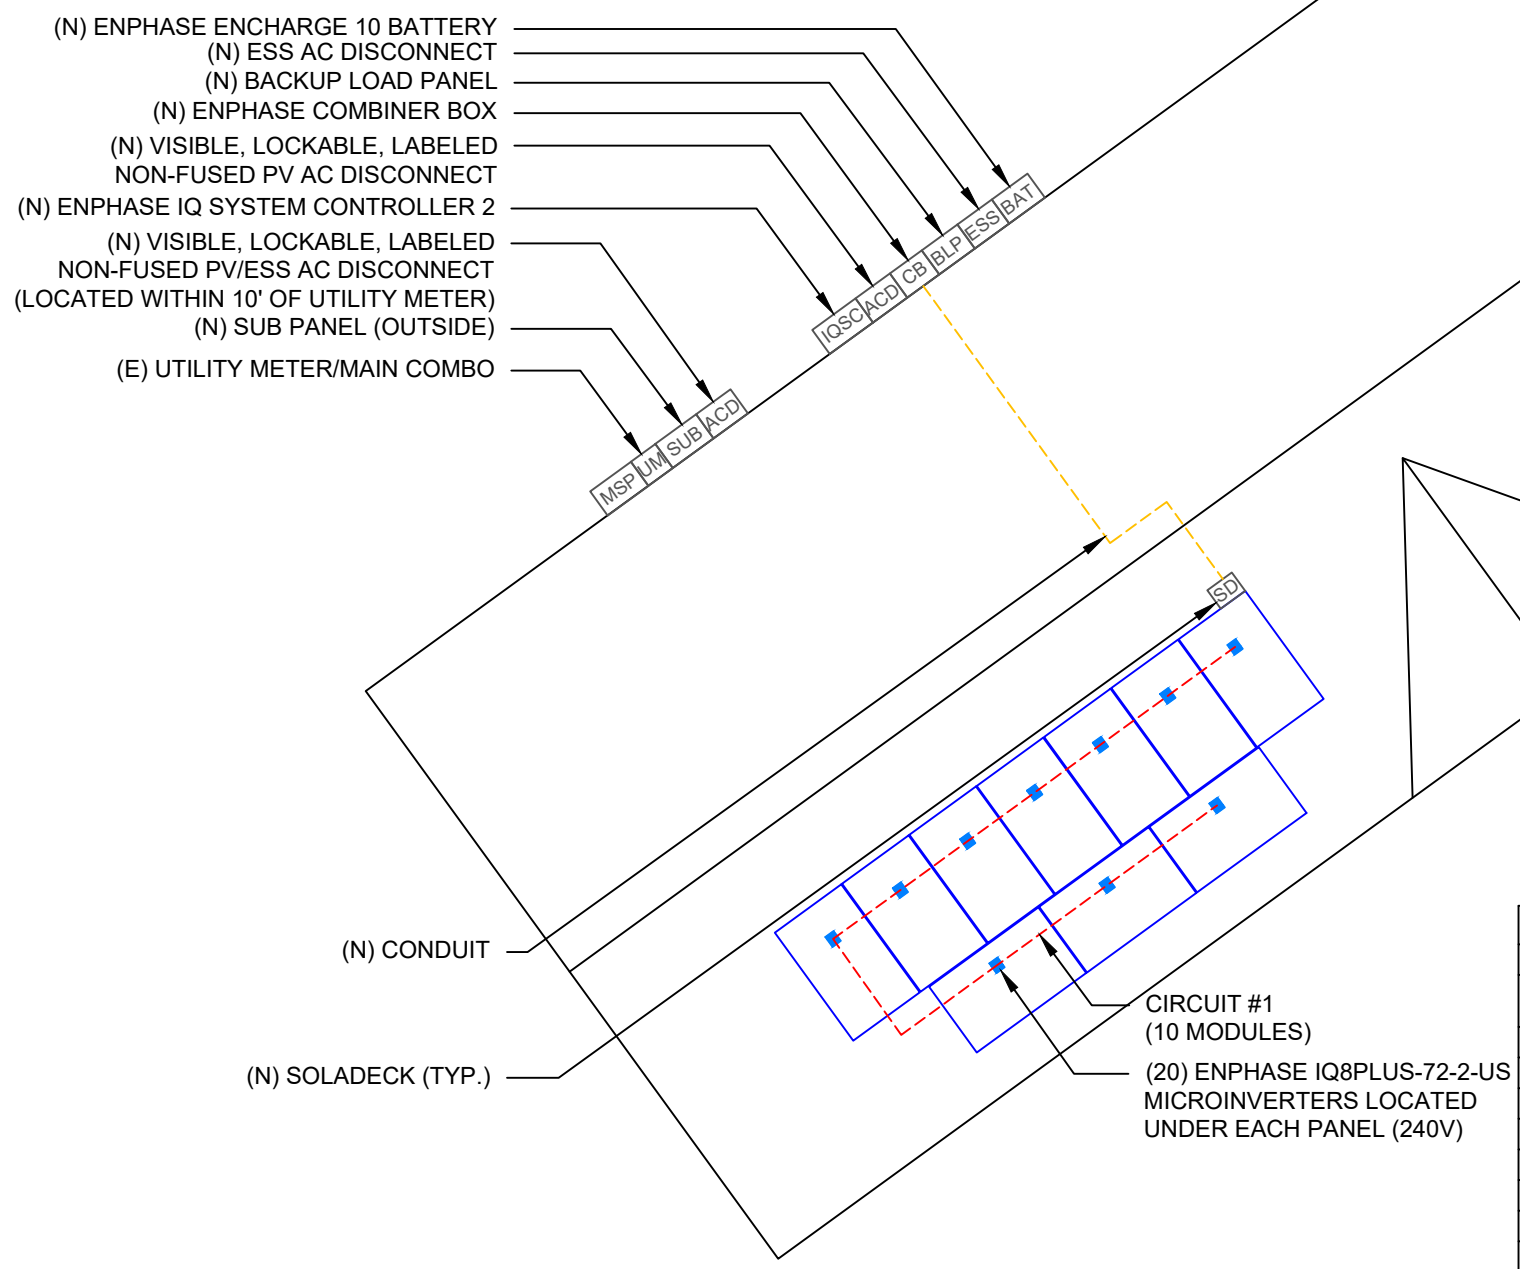 (N) ENPHASE ENCHARGE 10 BATTERY
(N) ESS AC DISCONNECT
(N) BACKUP LOAD PANEL
(N) ENPHASE COMBINER BOX
(N) VISIBLE, LOCKABLE, LABELED
NON-FUSED PV AC DISCONNECT
(N) ENPHASE IQ SYSTEM CONTROLLER 2
(N) VISIBLE, LOCKABLE, LABELED
NON-FUSED PV/ESS AC DISCONNECT
(LOCATED WITHIN 10' OF UTILITY METER)
(N) SUB PANEL (OUTSIDE)
(E) UTILITY METER/MAIN COMBO
IQSC ACD CB BLP ESS BAT
MSP UM SUB ACD
SD
(N) CONDUIT
(N) SOLADECK (TYP.)
CIRCUIT #1
(10 MODULES)
(20) ENPHASE IQ8PLUS-72-2-US
MICROINVERTERS LOCATED
UNDER EACH PANEL (240V)